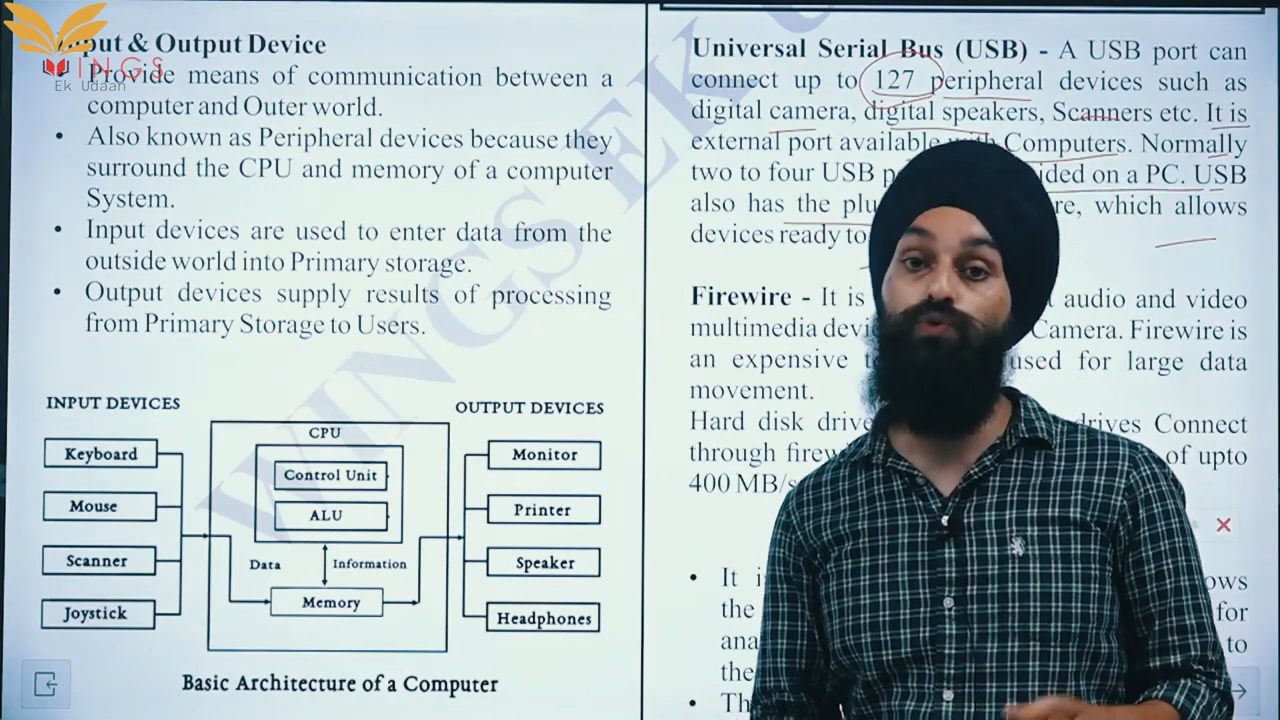 WINGS
Ek Udaan
Input & Output Device
Provide means of communication between a
computer and Outer world.
• Also known as Peripheral devices because they
surround the CPU and memory of a computer
System.
• Input devices are used to enter data from the
outside world into Primary storage.
• Output devices supply results of processing
from Primary Storage to Users.
INPUT DEVICES
OUTPUT DEVICES
Keyboard
Mouse
Scanner
Joystick
CPU
Control Unit
ALU
Data
Information
Memory
Monitor
Printer
Speaker
Headphones
Basic Architecture of a Computer
WINGS EK U
Universal Serial Bus (USB) - A USB port can
connect up to 127 peripheral devices such as
digital camera, digital speakers, Scanners etc. It is
external port available with Computers. Normally
two to four USB on a PC. USB
also has the which allows
devices ready to
Firewire - It is audio and video
multimedia Camera. Firewire is
an expensive used for large data
movement.
Hard disk drives Connect
through of upto
400 MB/s
• It
the for
to
the
•